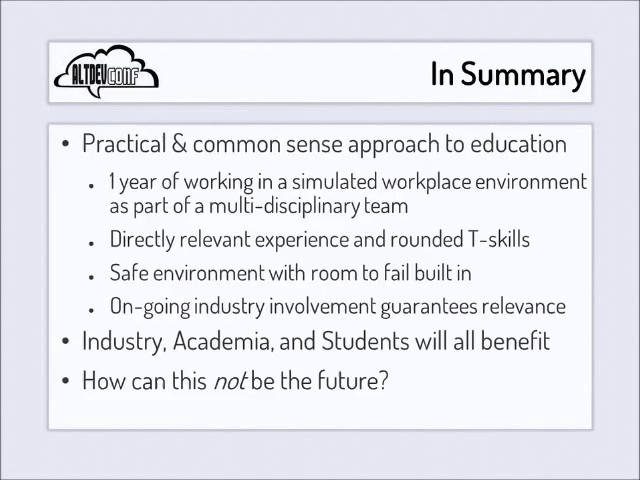 ALTDEVCONF
In Summary
• Practical & common sense approach to education
• 1 year of working in a simulated workplace environment
as part of a multi-disciplinary team
• Directly relevant experience and rounded T-skills
• Safe environment with room to fail built in
• On-going industry involvement guarantees relevance
• Industry, Academia, and Students will all benefit
• How can this not be the future?